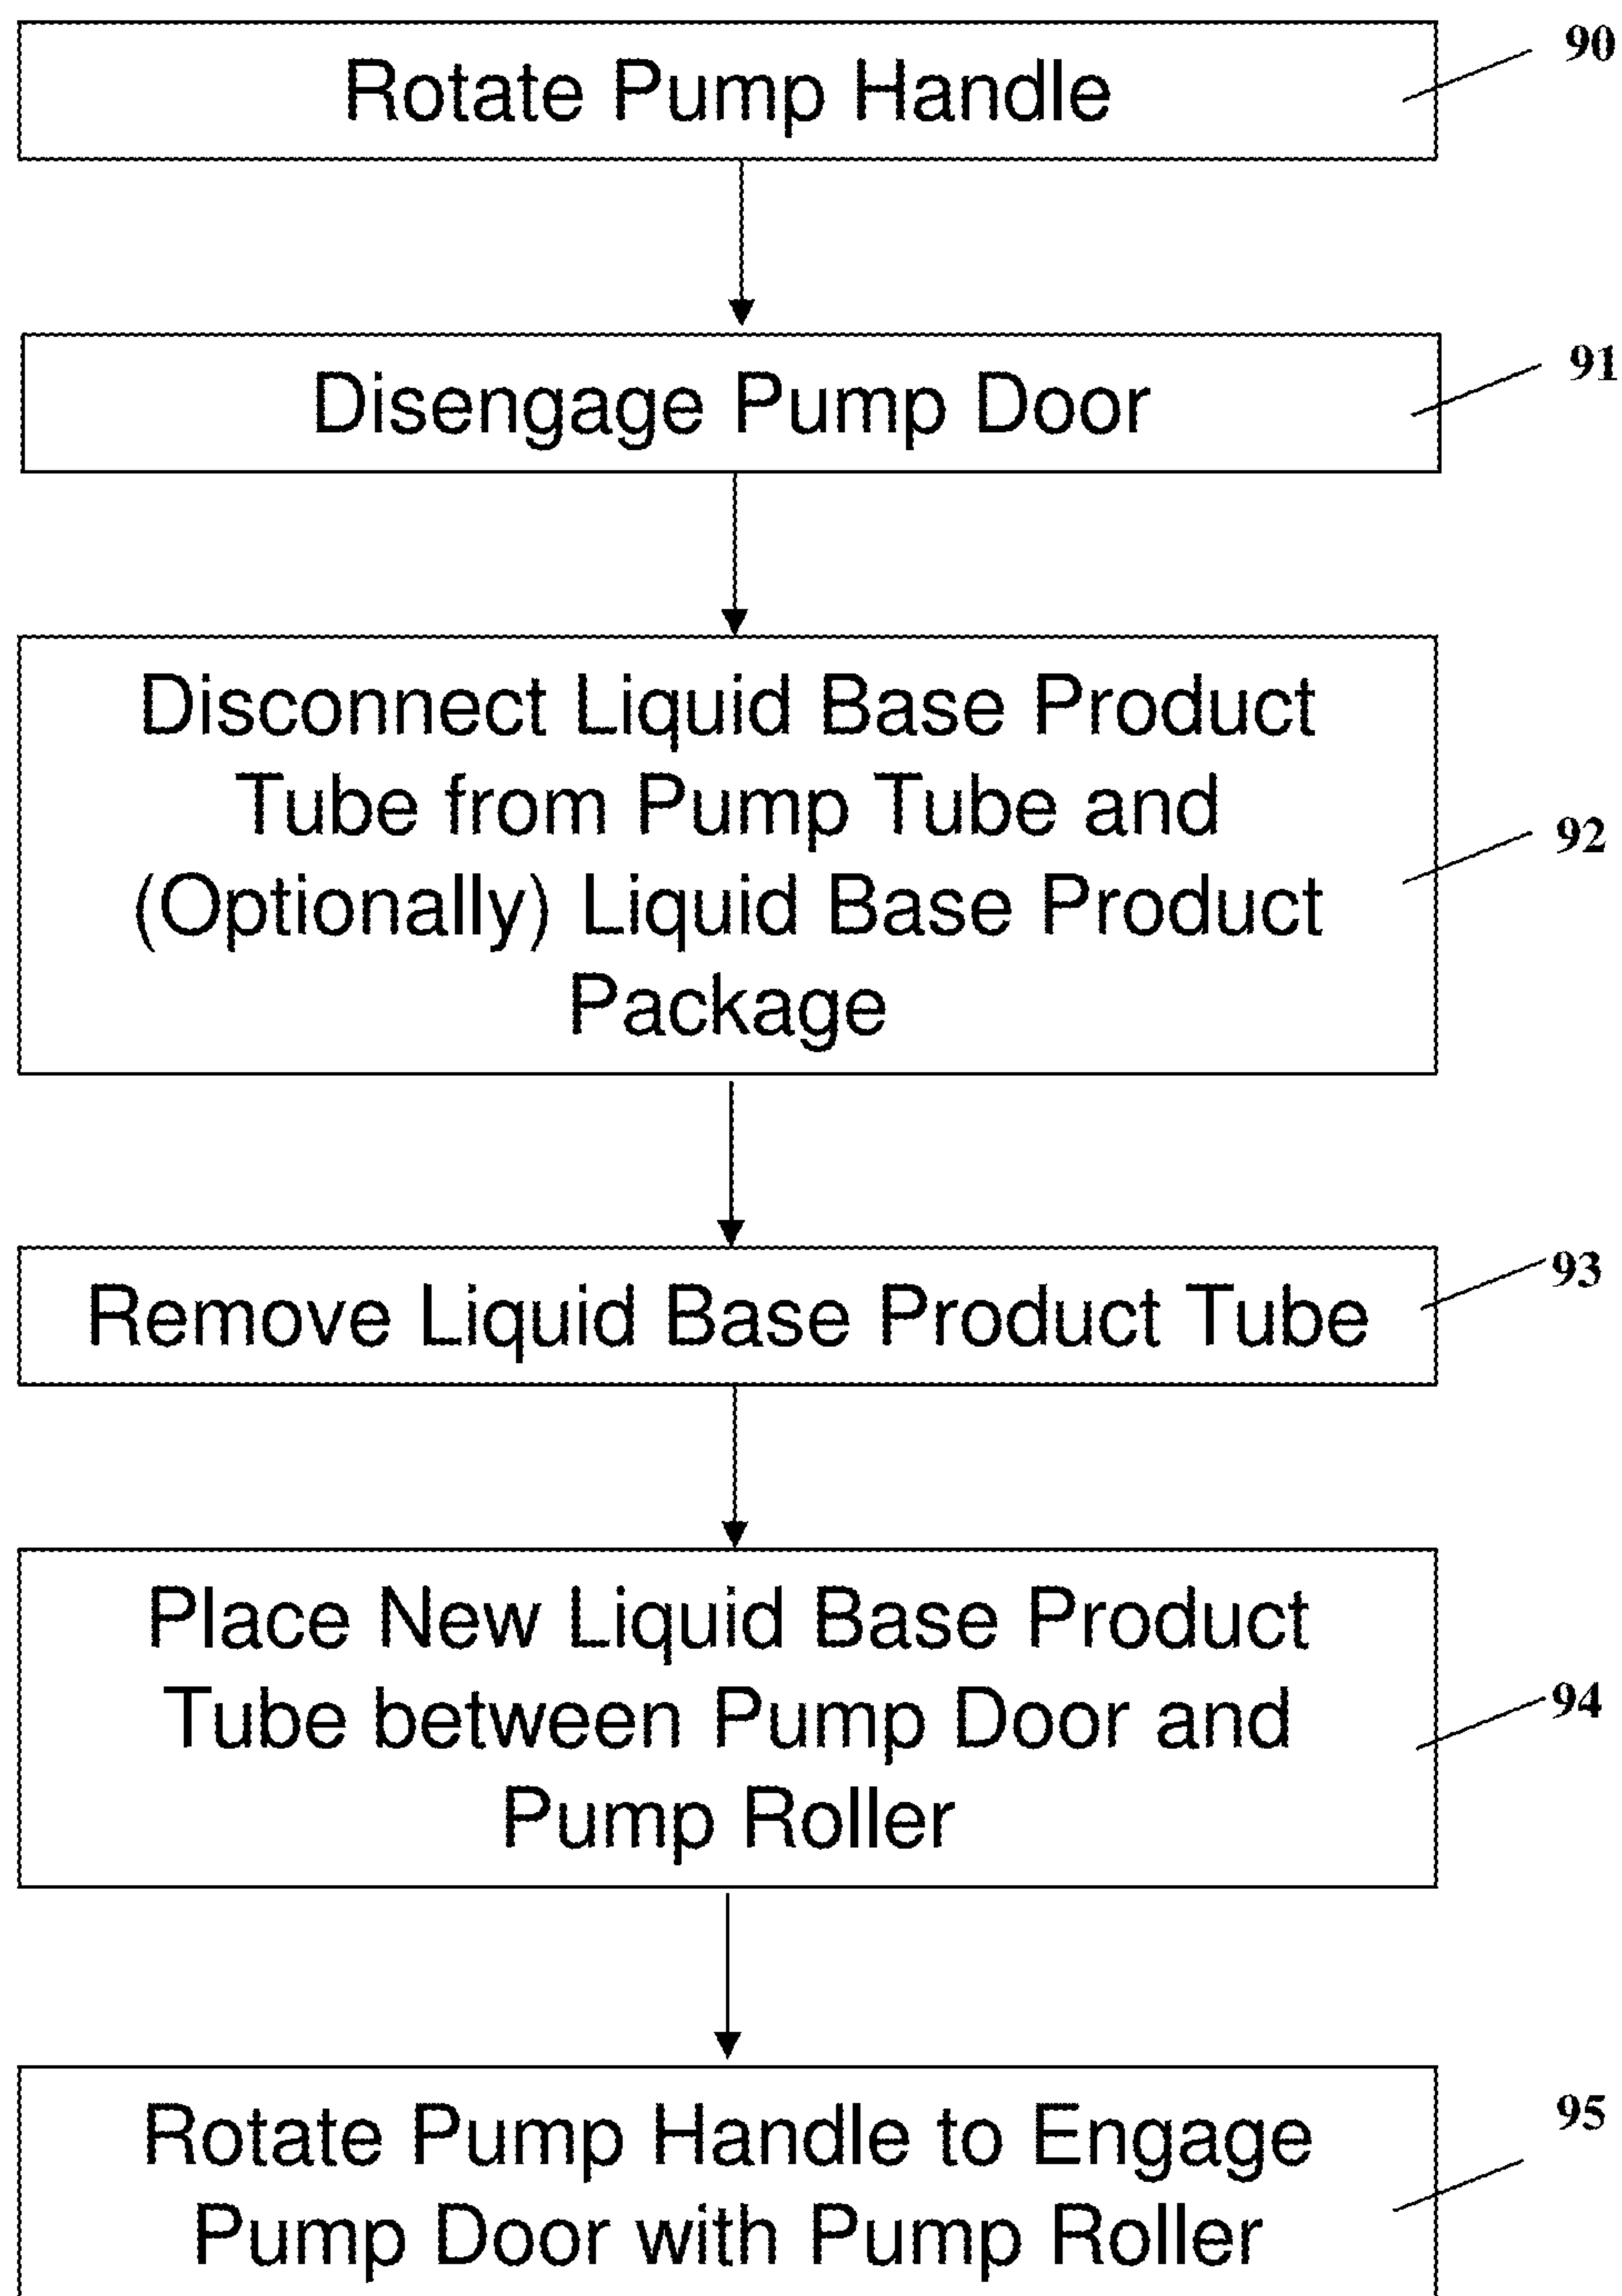 Rotate Pump Handle
90
Disengage Pump Door
91
Disconnect Liquid Base Product
Tube from Pump Tube and
(Optionally) Liquid Base Product
Package
92
Remove Liquid Base Product Tube
93
Place New Liquid Base Product
Tube between Pump Door and
Pump Roller
94
Rotate Pump Handle to Engage
Pump Door with Pump Roller
95